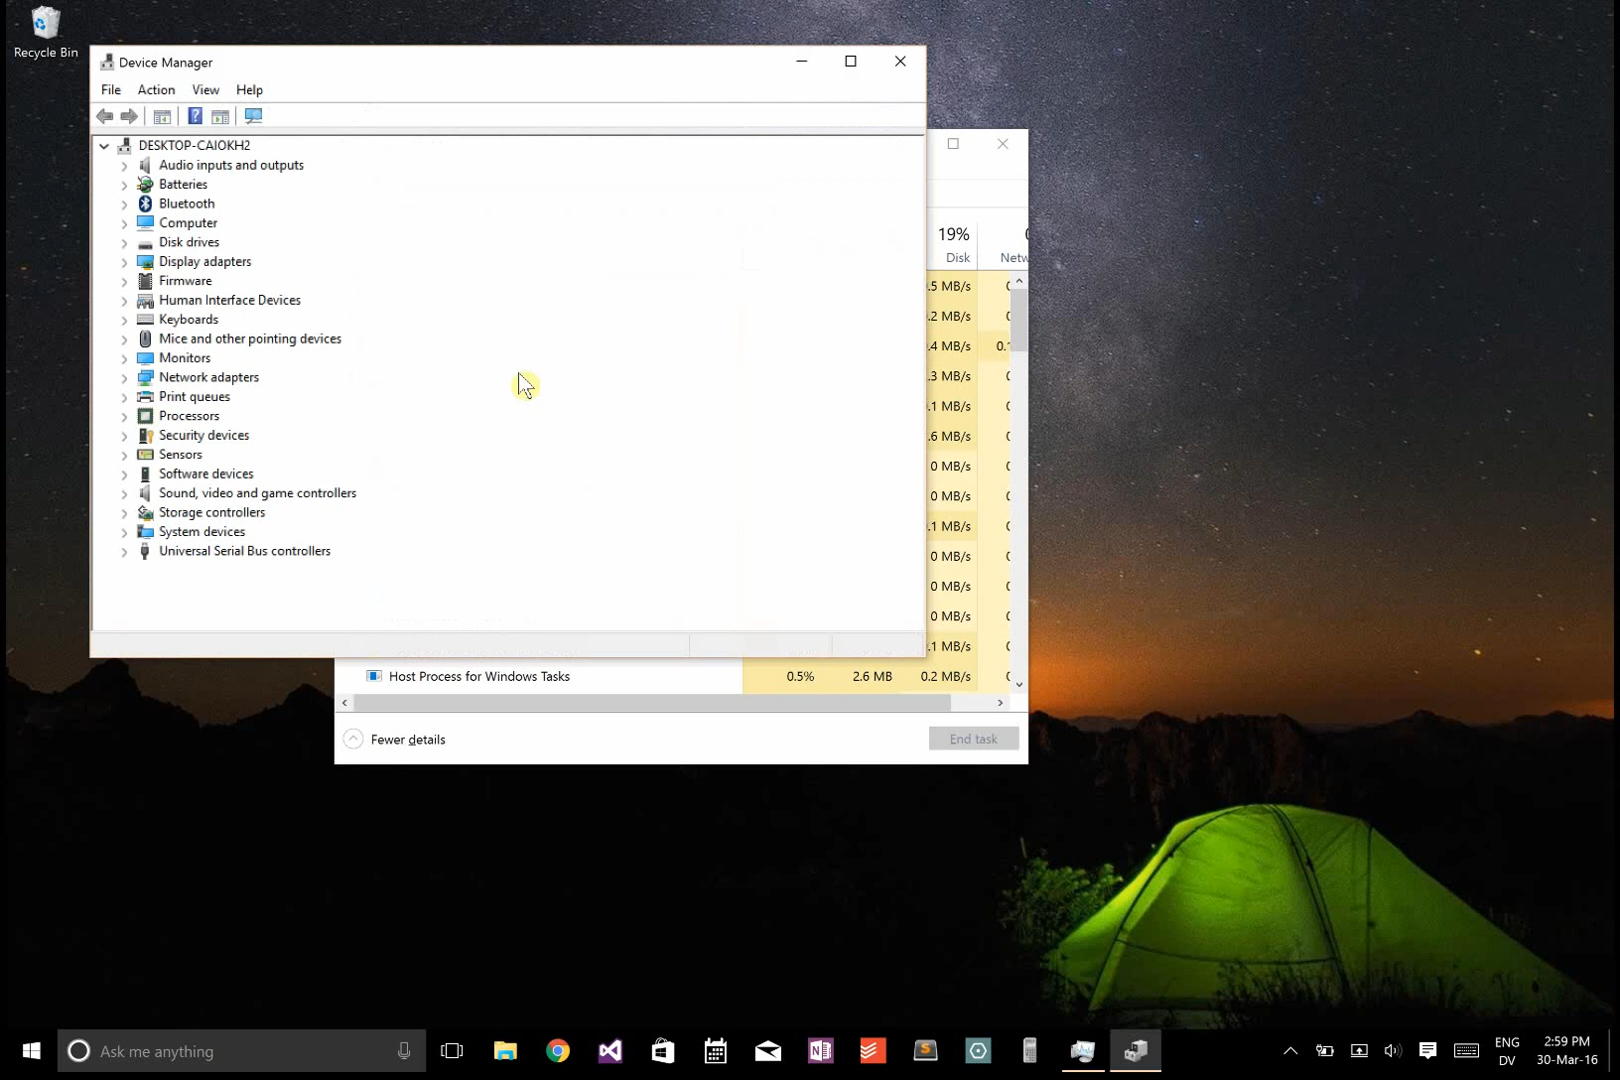 Recycle Bin
Device Manager
File Action View Help
DESKTOP-CAIOKH2
Audio inputs and outputs
Batteries
Bluetooth
Computer
Disk drives
Display adapters
Firmware
Human Interface Devices
Keyboards
Mice and other pointing devices
Monitors
Network adapters
Print queues
Processors
Security devices
Sensors
Software devices
Sound, video and game controllers
Storage controllers
System devices
Universal Serial Bus controllers
19%
Disk Netw
.5 MB/s
.2 MB/s
.4 MB/s 0.1
.3 MB/s
.1 MB/s
.6 MB/s
0 MB/s
0 MB/s
.1 MB/s
0 MB/s
0 MB/s
0 MB/s
.1 MB/s
Host Process for Windows Tasks 0.5% 2.6 MB 0.2 MB/s
Fewer details End task
Ask me anything
ENG
DV
2:59 PM
30-Mar-16